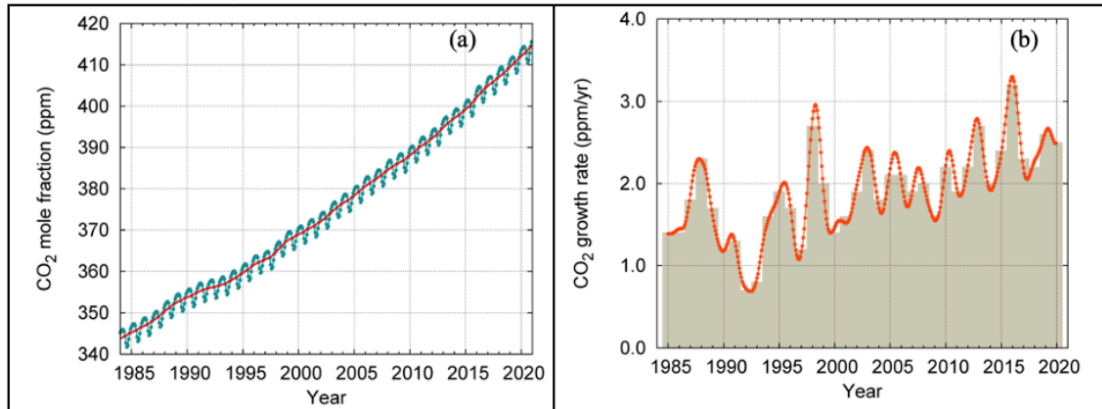 (a)
CO₂ mole fraction (ppm)
420
410
400
390
380
370
360
350
340
1985 1990 1995 2000 2005 2010 2015 2020
Year
(b)
CO₂ growth rate (ppm/yr)
4.0
3.0
2.0
1.0
0.0
1985 1990 1995 2000 2005 2010 2015 2020
Year